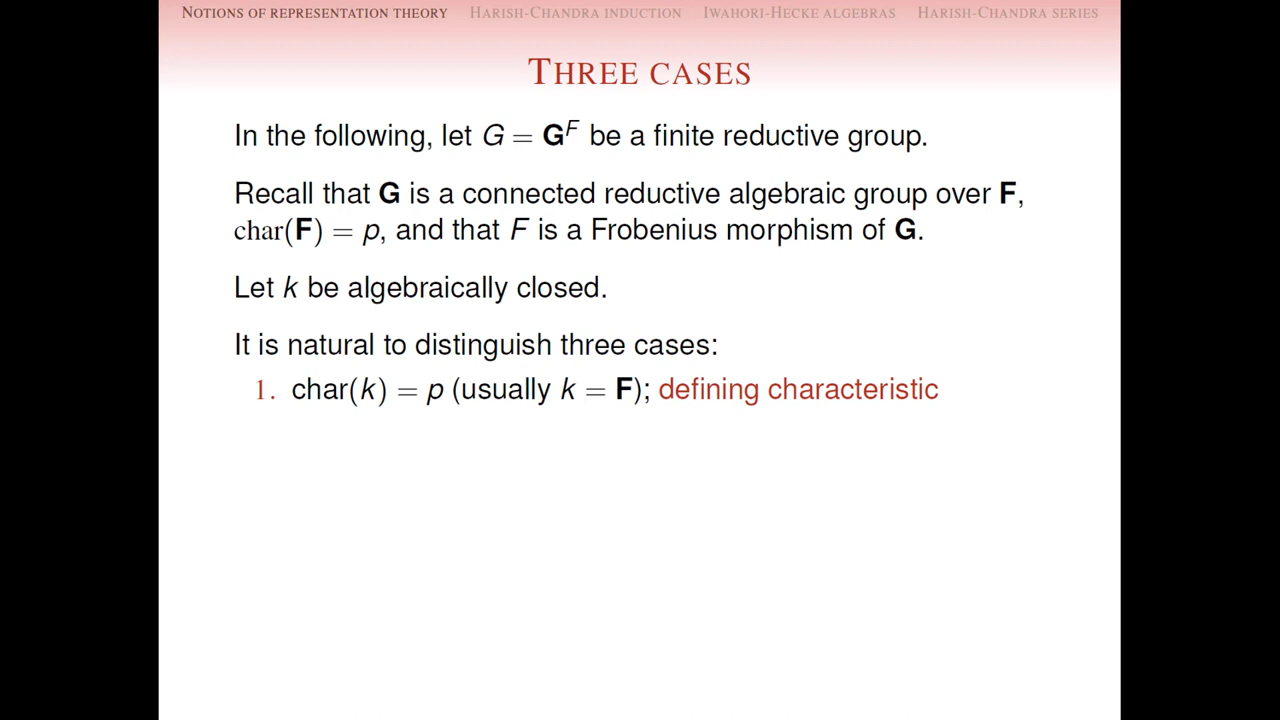 NOTIONS OF REPRESENTATION THEORY HARISH-CHANDRA INDUCTION IWAHORI-HECKE ALGEBRAS HARISH-CHANDRA SERIES
THREE CASES
In the following, let G = G^F be a finite reductive group.
Recall that G is a connected reductive algebraic group over F,
char(F) = p, and that F is a Frobenius morphism of G.
Let k be algebraically closed.
It is natural to distinguish three cases:
1. char(k) = p (usually k = F); defining characteristic